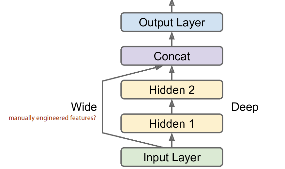 Output Layer
Concat
Hidden 2
Wide
Deep
manually engineered features?
Hidden 1
Input Layer